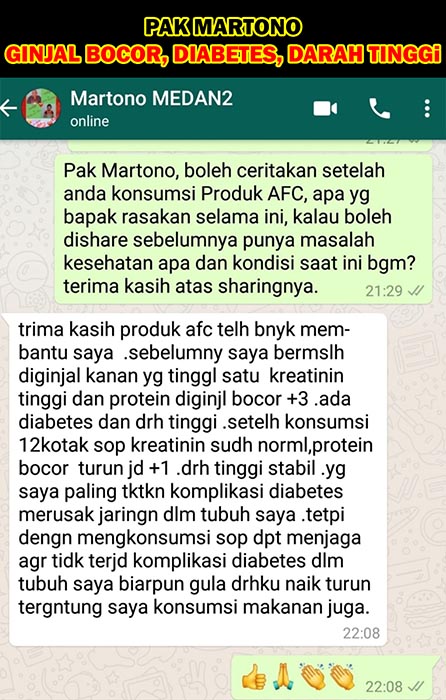 PAK MARTONO
GINJAL BOCOR, DIABETES, DARAH TINGGI
Martono MEDAN2
online
21:27
Pak Martono, boleh ceritakan setelah
anda konsumsi Produk AFC, apa yg
bapak rasakan selama ini, kalau boleh
dishare sebelumnya punya masalah
kesehatan apa dan kondisi saat ini bgm?
terima kasih atas sharingnya.
21:29
trima kasih produk afc telh bnyk mem-
bantu saya .sebelumny saya bermslh
diginjal kanan yg tinggl satu kreatinin
tinggi dan protein diginjl bocor +3 .ada
diabetes dan drh tinggi .setelh konsumsi
12kotak sop kreatinin sudh norml,protein
bocor turun jd +1 .drh tinggi stabil .yg
saya paling tktkn komplikasi diabetes
merusak jaringn dlm tubuh saya .tetpi
dengn mengkonsumsi sop dpt menjaga
agr tidk terjd komplikasi diabetes dlm
tubuh saya biarpun gula drhku naik turun
tergntung saya konsumsi makanan juga.
22:08
👍🙏👏👏
22:08